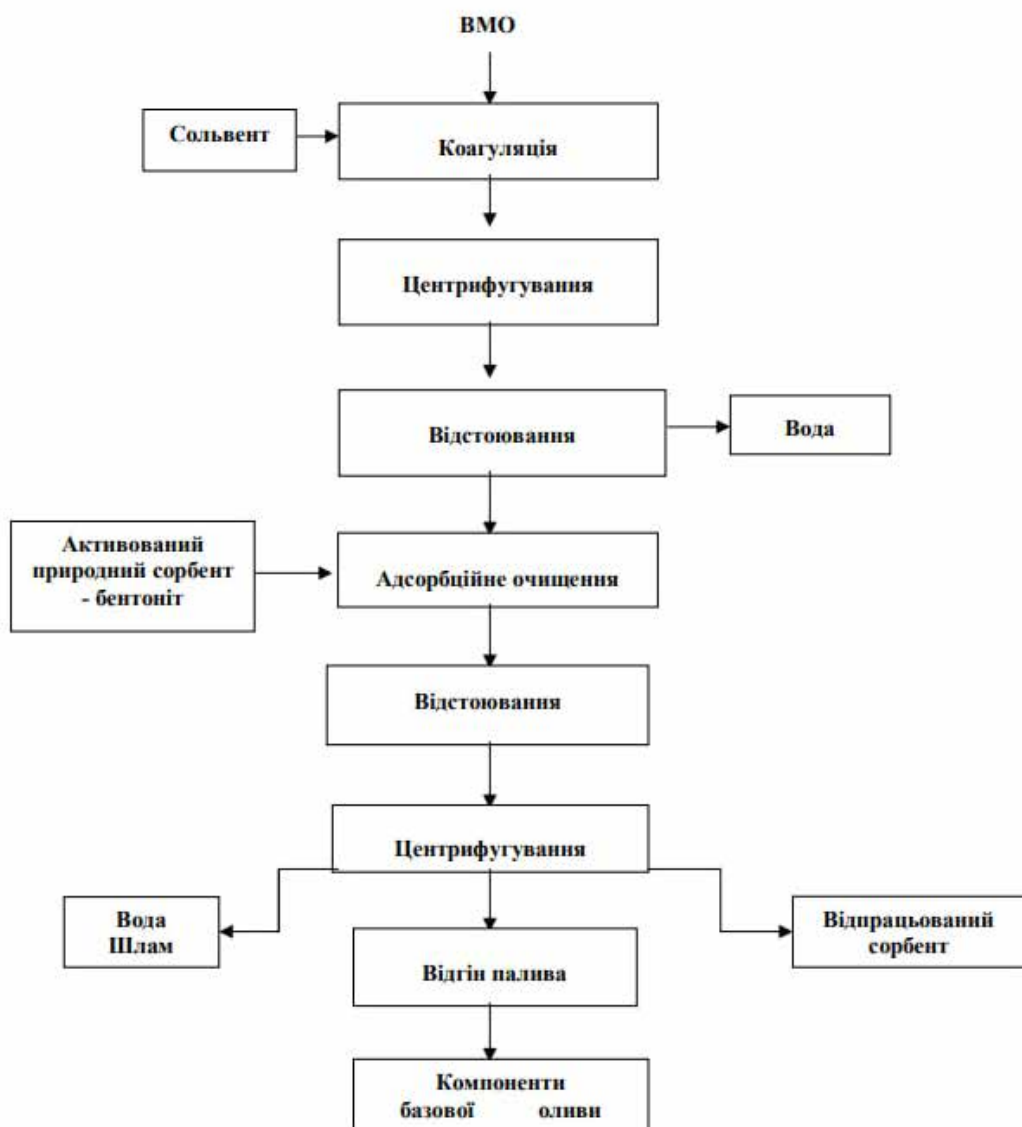 ВМО
Сольвент
Коагуляція
Центрифугування
Відстоювання
Вода
Активований
природний сорбент
- бентоніт
Адсорбційне очищення
Відстоювання
Центрифугування
Вода
Шлам
Відпрацьований
сорбент
Відгін палива
Компоненти
базової оливи